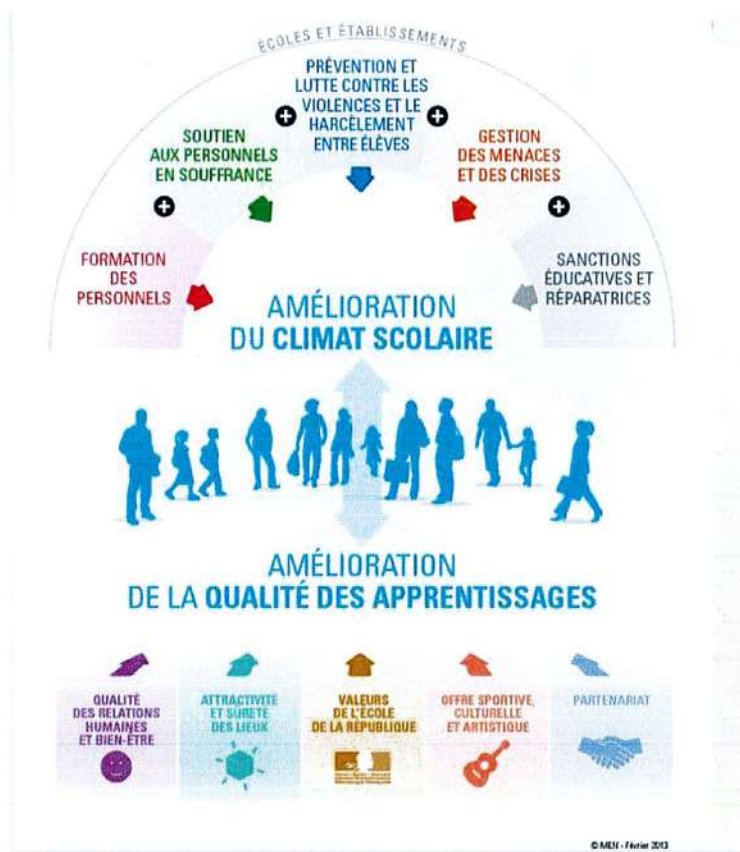 ÉCOLES ET ÉTABLISSEMENTS
PRÉVENTION ET
LUTTE CONTRE LES
VIOLENCES ET LE
HARCÈLEMENT
ENTRE ÉLÈVES
SOUTIEN
AUX PERSONNELS
EN SOUFFRANCE
GESTION
DES MENACES
ET DES CRISES
FORMATION
DES
PERSONNELS
SANCTIONS
ÉDUCATIVES ET
RÉPARATRICES
AMÉLIORATION
DU CLIMAT SCOLAIRE
AMÉLIORATION
DE LA QUALITÉ DES APPRENTISSAGES
QUALITÉ
DES RELATIONS
HUMAINES
ET BIEN-ÊTRE
ATTRACTIVITÉ
ET SÛRETÉ
DES LIEUX
VALEURS
DE L'ÉCOLE
DE LA RÉPUBLIQUE
OFFRE SPORTIVE,
CULTURELLE
ET ARTISTIQUE
PARTENARIAT
© MEN - Février 2013